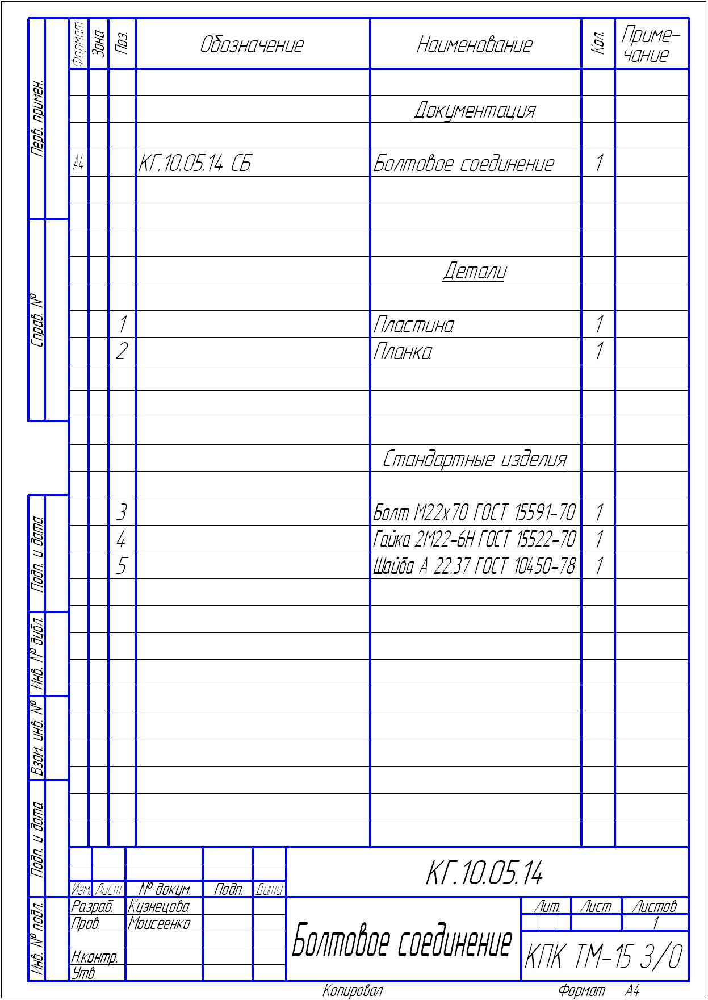 Формат Зона Поз. Обозначение Наименование Кол. Приме-
чание
Документация
А4 КГ.10.05.14 СБ Болтовое соединение 1
Детали
1 Пластина 1
2 Планка 1
Стандартные изделия
3 Болт М22х70 ГОСТ 15591-70 1
4 Гайка 2М22-6Н ГОСТ 15522-70 1
5 Шайба А 22.37 ГОСТ 10450-78 1
Перв. примен.
Справ. №
Подп. и дата
Инв. № дубл.
Взам. инв. №
Подп. и дата
Инв. № подл.
КГ.10.05.14
Изм. Лист № докум. Подп. Дата
Разраб. Кузнецова
Пров. Моисеенко
Н.контр.
Утв.
Болтовое соединение
Лит. Лист Листов
1
КПК ТМ-15 З/О
Копировал Формат А4